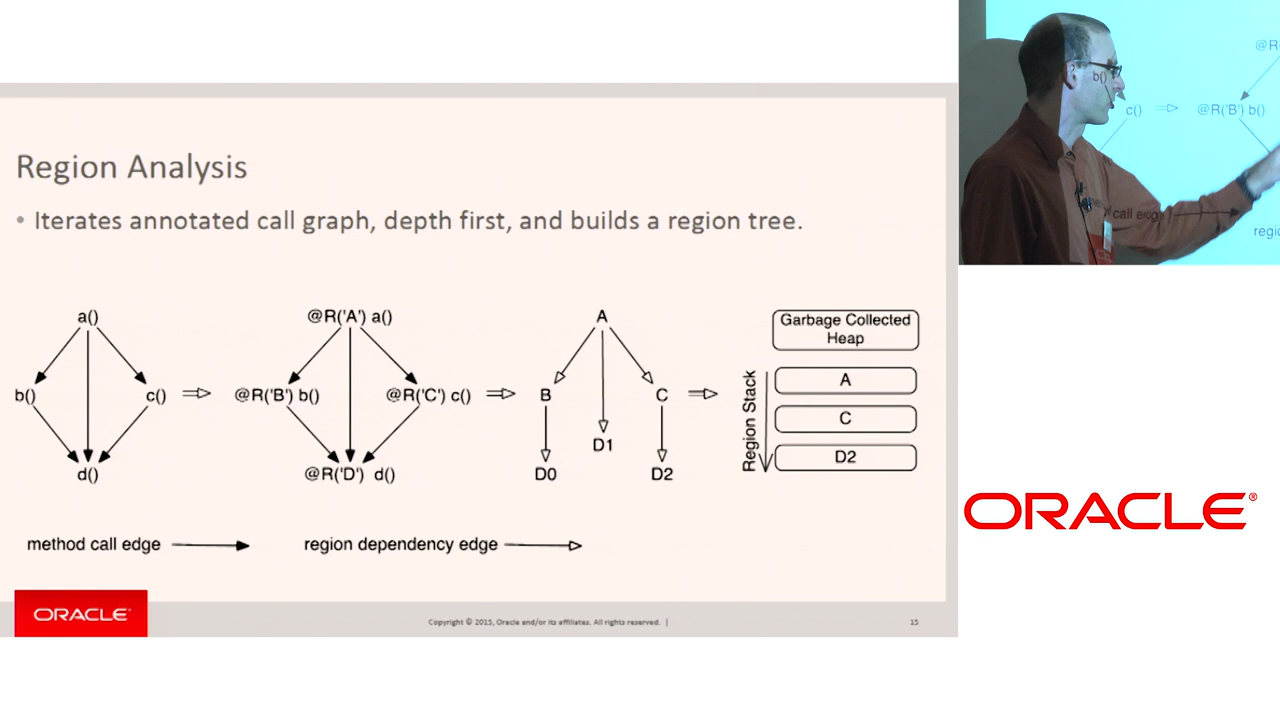 Region Analysis
• Iterates annotated call graph, depth first, and builds a region tree.
a()
b()
c()
d()
@R('A') a()
@R('B') b()
@R('C') c()
@R('D') d()
A
B
C
D0
D1
D2
Garbage Collected
Heap
Region Stack
A
C
D2
method call edge
region dependency edge
ORACLE®
Copyright © 2015, Oracle and/or its affiliates. All rights reserved. |
15
b()
c()
@R('B') b()
call edge
ORACLE®